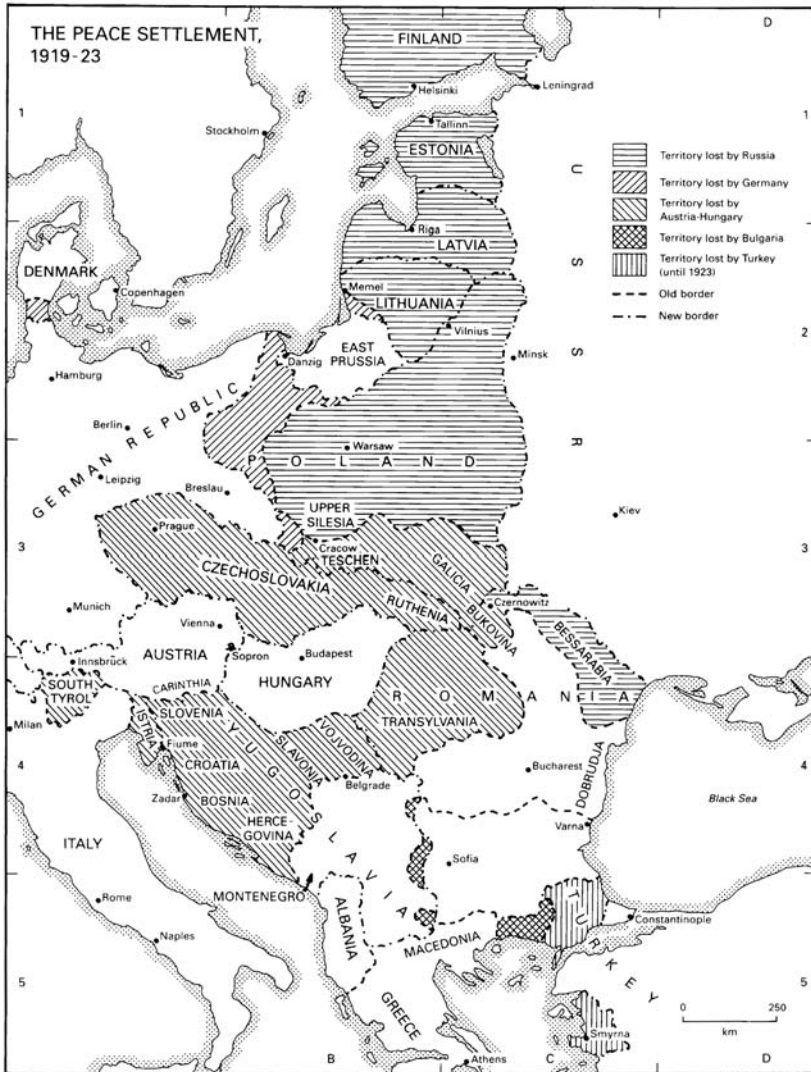 THE PEACE SETTLEMENT,
1919-23
D
FINLAND
Helsinki
Leningrad
1
1
Stockholm
Tallinn
ESTONIA
U S S R
Territory lost by Russia
Territory lost by Germany
Territory lost by
Austria-Hungary
Territory lost by Bulgaria
Territory lost by Turkey
(until 1923)
Old border
New border
Riga
LATVIA
DENMARK
Copenhagen
Memel
LITHUANIA
Vilnius
EAST
PRUSSIA
Danzig
Minsk
2
Hamburg
GERMAN REPUBLIC
Berlin
Warsaw
POLAND
Leipzig
Breslau
UPPER
SILESIA
Kiev
Prague
3
3
Cracow
TESCHEN
GALICIA
CZECHOSLOVAKIA
RUTHENIA
BUKOVINA
Czernowitz
BESSARABIA
Munich
Vienna
AUSTRIA
Sopron
Budapest
HUNGARY
Innsbrück
SOUTH
TYROL
CARINTHIA
ROMANIA
TRANSYLVANIA
SLOVENIA
ISTRIA
Milan
Fiume
YUGOSLAVIA
SLAVONIA
VOJVODINA
CROATIA
4
4
Belgrade
Bucharest
DOBRUDJA
Black Sea
Zadar
BOSNIA
HERCE-
GOVINA
Varna
ITALY
Sofia
MONTENEGRO
ALBANIA
TURKEY
Rome
Constantinople
Naples
MACEDONIA
5
5
GREECE
0 250
km
Smyrna
B
Athens
C
D